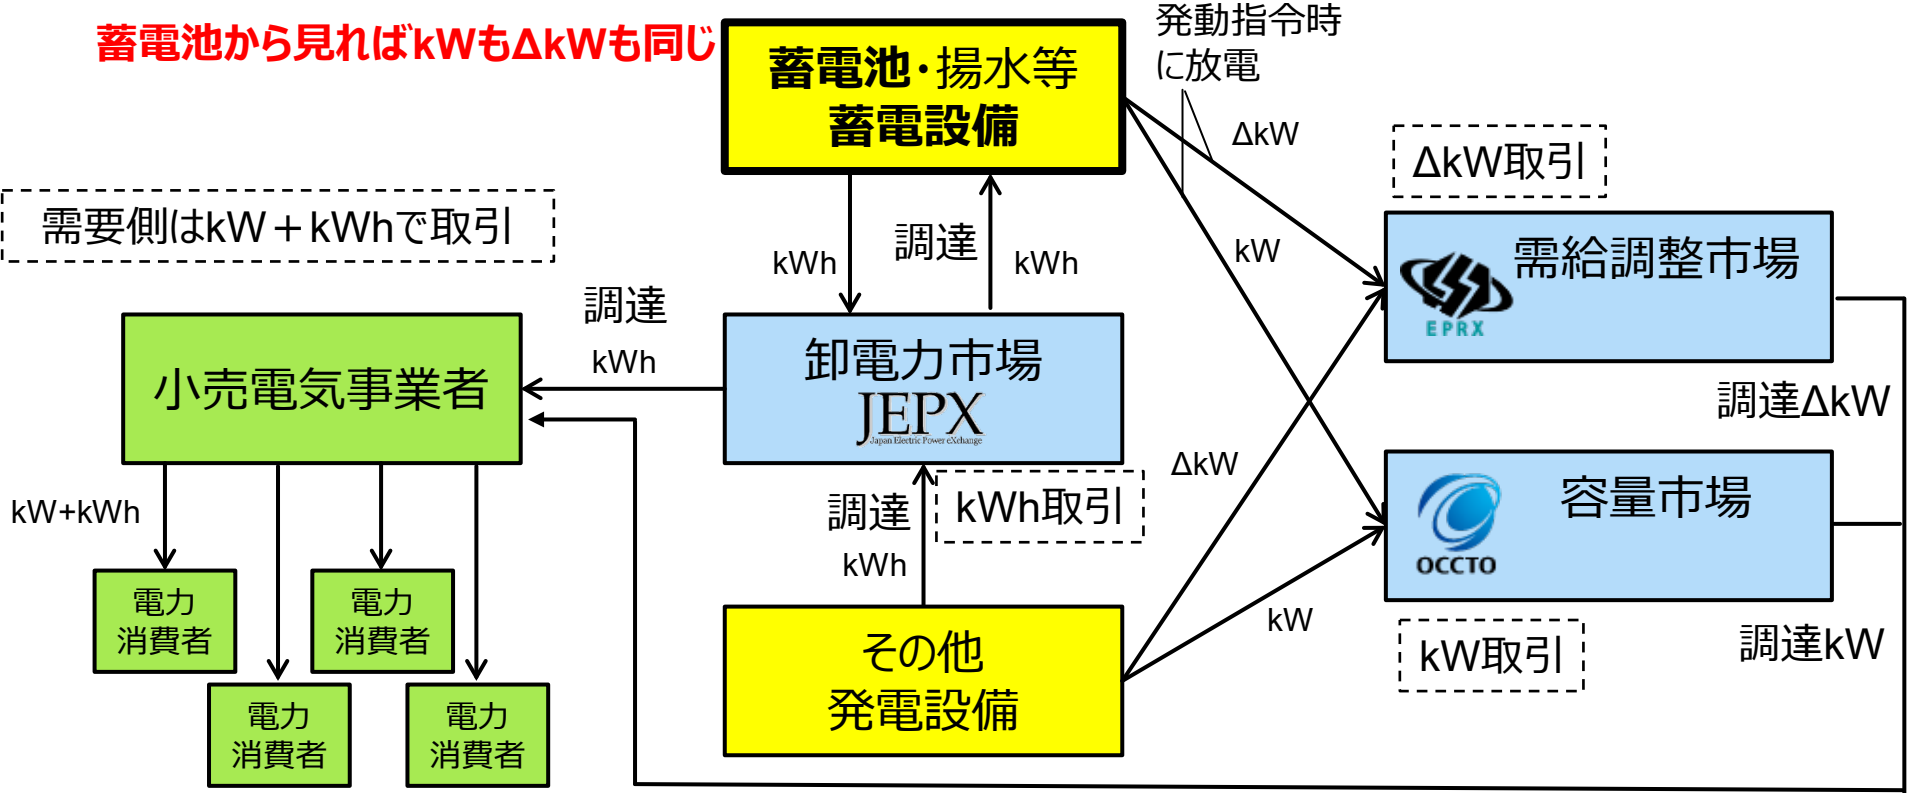 蓄電池から見ればkWもΔkWも同じ
発動指令時
に放電
蓄電池・揚水等
蓄電設備
ΔkW
ΔkW取引
需要側はkW+kWhで取引
kWh
調達
kWh
kW
需給調整市場
EPRX
調達
kWh
小売電気事業者
卸電力市場
JEPX
Japan Electric Power eXchange
調達ΔkW
ΔkW
kWh取引
調達
kWh
容量市場
OCCTO
kW+kWh
電力
消費者
電力
消費者
電力
消費者
電力
消費者
その他
発電設備
kW
kW取引
調達kW